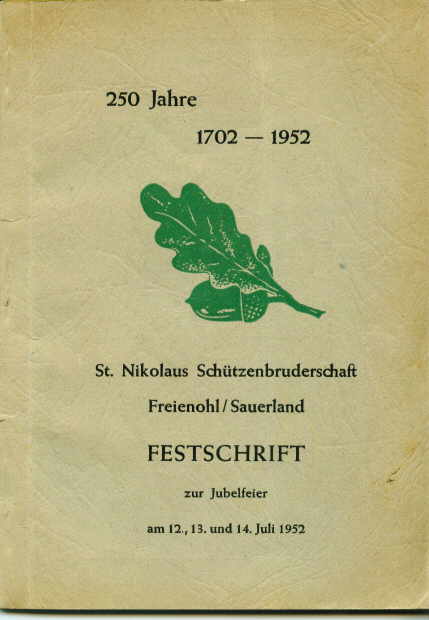 250 Jahre
1702 — 1952
St. Nikolaus Schützenbruderschaft
Freienohl/Sauerland
FESTSCHRIFT
zur Jubelfeier
am 12., 13. und 14. Juli 1952